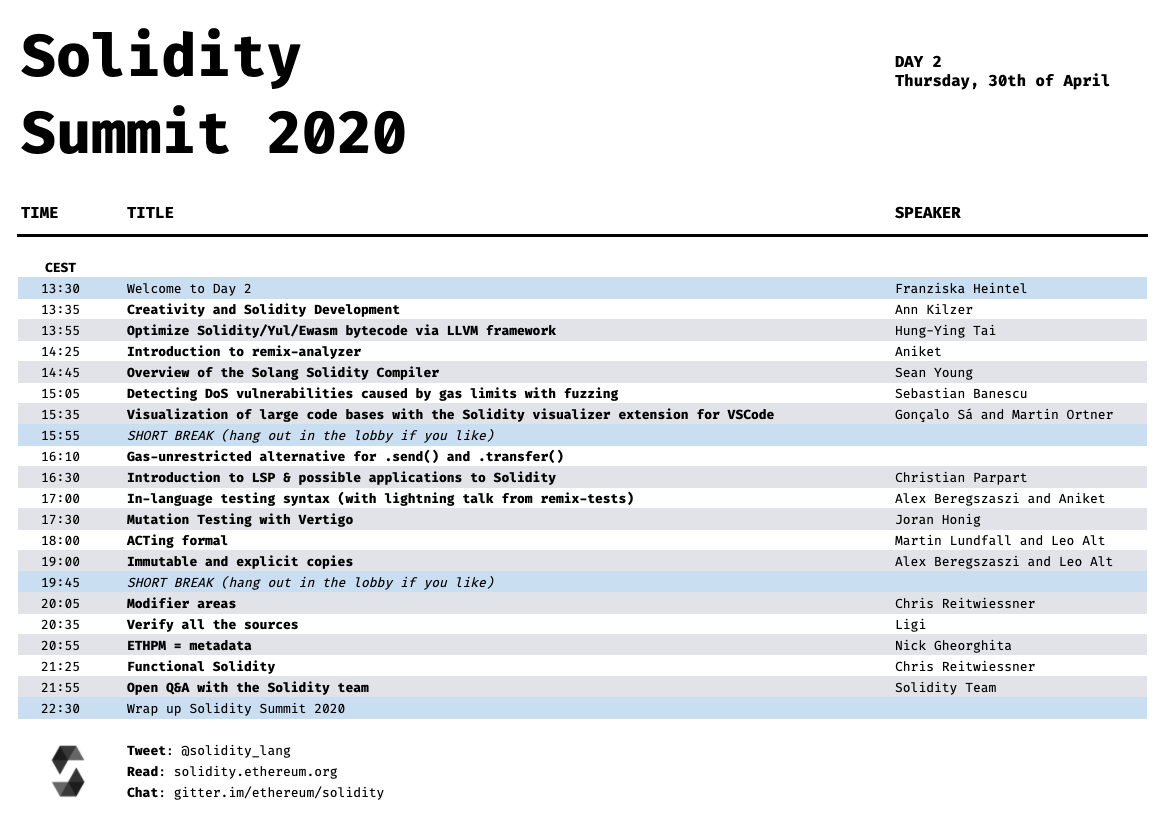 Solidity
Summit 2020
DAY 2
Thursday, 30th of April
TIME TITLE SPEAKER
CEST
13:30 Welcome to Day 2 Franziska Heintel
13:35 Creativity and Solidity Development Ann Kilzer
13:55 Optimize Solidity/Yul/Ewasm bytecode via LLVM framework Hung-Ying Tai
14:25 Introduction to remix-analyzer Aniket
14:45 Overview of the Solang Solidity Compiler Sean Young
15:05 Detecting DoS vulnerabilities caused by gas limits with fuzzing Sebastian Banescu
15:35 Visualization of large code bases with the Solidity visualizer extension for VSCode Gonçalo Sá and Martin Ortner
15:55 SHORT BREAK (hang out in the lobby if you like)
16:10 Gas-unrestricted alternative for .send() and .transfer()
16:30 Introduction to LSP & possible applications to Solidity Christian Parpart
17:00 In-language testing syntax (with lightning talk from remix-tests) Alex Beregszaszi and Aniket
17:30 Mutation Testing with Vertigo Joran Honig
18:00 ACTing formal Martin Lundfall and Leo Alt
19:00 Immutable and explicit copies Alex Beregszaszi and Leo Alt
19:45 SHORT BREAK (hang out in the lobby if you like)
20:05 Modifier areas Chris Reitwiessner
20:35 Verify all the sources Ligi
20:55 ETHPM = metadata Nick Gheorghita
21:25 Functional Solidity Chris Reitwiessner
21:55 Open Q&A with the Solidity team Solidity Team
22:30 Wrap up Solidity Summit 2020
Tweet: @solidity_lang
Read: solidity.ethereum.org
Chat: gitter.im/ethereum/solidity